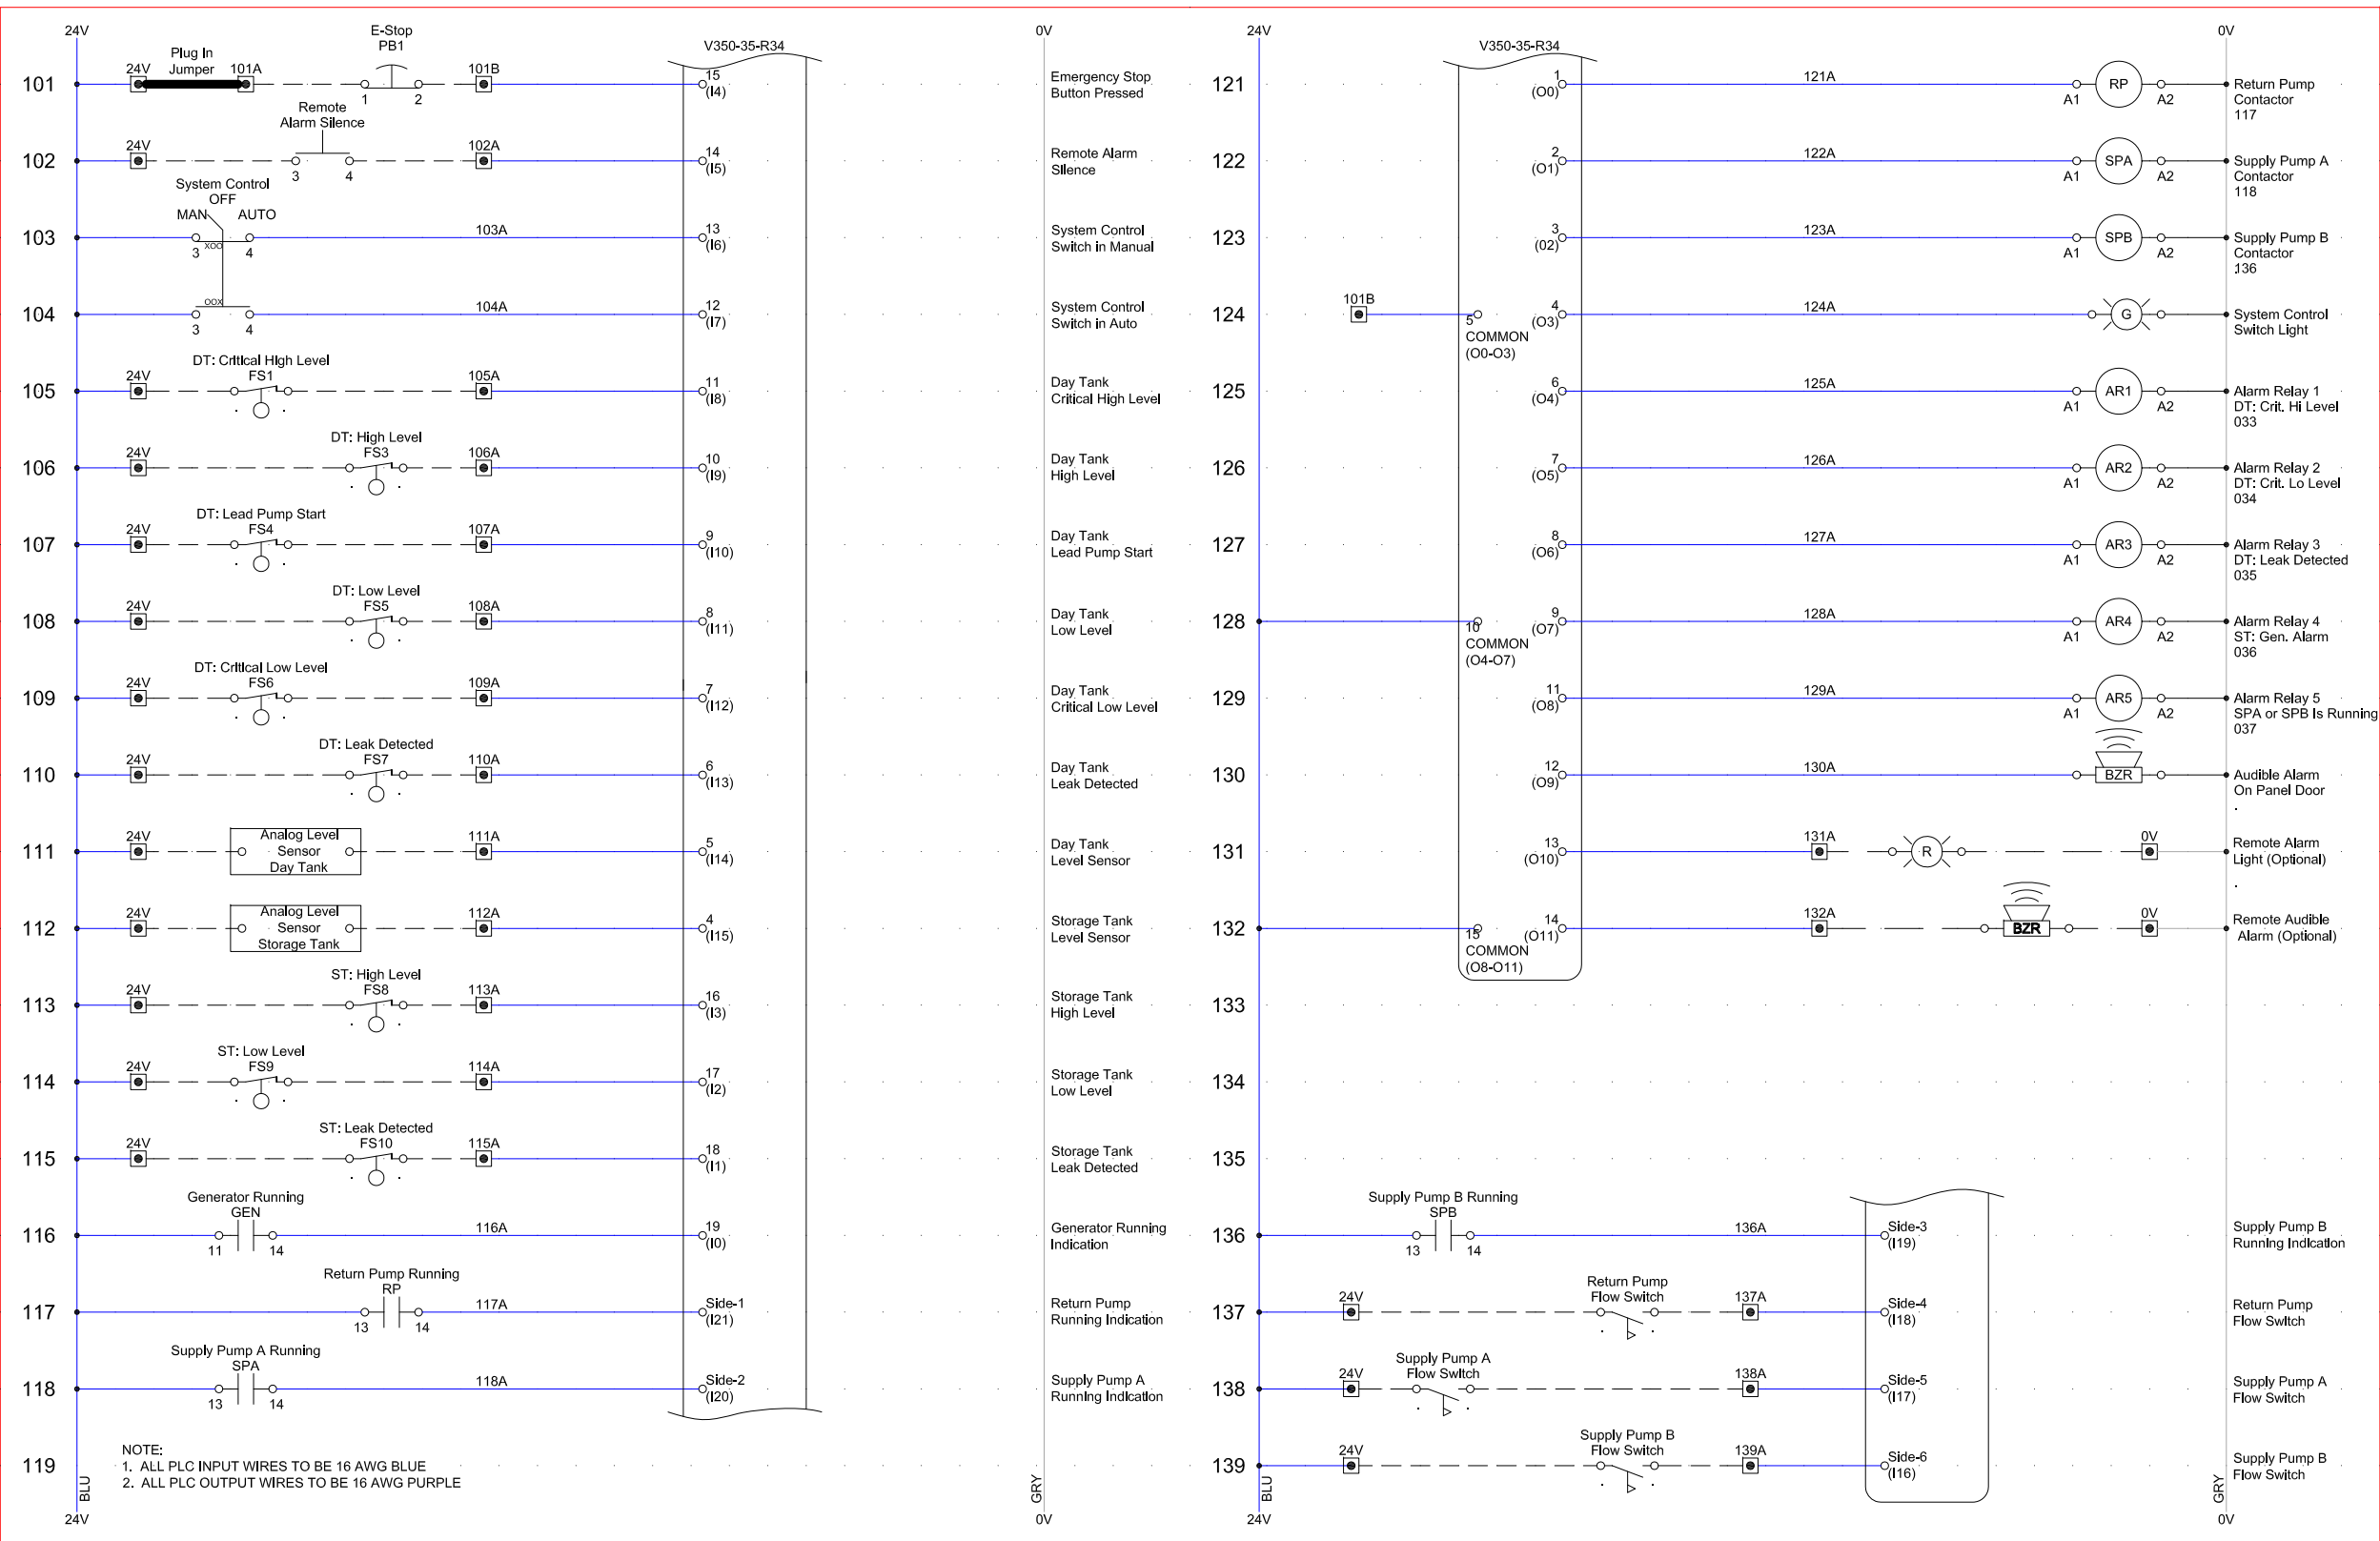 24V
0V
24V
0V
E-Stop
PB1
V350-35-R34
V350-35-R34
101
24V
Plug In
Jumper
101A
1
2
101B
15
(I4)
Emergency Stop
Button Pressed
102
24V
Remote
Alarm Silence
3
4
102A
14
(I5)
Remote Alarm
Silence
103
System Control
OFF
MAN
AUTO
XOO
3
4
103A
13
(I6)
System Control
Switch in Manual
104
OOX
3
4
104A
12
(I7)
System Control
Switch in Auto
105
24V
DT: Critical High Level
FS1
105A
11
(I8)
Day Tank
Critical High Level
106
24V
DT: High Level
FS3
106A
10
(I9)
Day Tank
High Level
107
24V
DT: Lead Pump Start
FS4
107A
9
(I10)
Day Tank
Lead Pump Start
108
24V
DT: Low Level
FS5
108A
8
(I11)
Day Tank
Low Level
109
24V
DT: Critical Low Level
FS6
109A
7
(I12)
Day Tank
Critical Low Level
110
24V
DT: Leak Detected
FS7
110A
6
(I13)
Day Tank
Leak Detected
111
24V
Analog Level
Sensor
Day Tank
111A
5
(I14)
Day Tank
Level Sensor
112
24V
Analog Level
Sensor
Storage Tank
112A
4
(I15)
Storage Tank
Level Sensor
113
24V
ST: High Level
FS8
113A
16
(I3)
Storage Tank
High Level
114
24V
ST: Low Level
FS9
114A
17
(I2)
Storage Tank
Low Level
115
24V
ST: Leak Detected
FS10
115A
18
(I1)
Storage Tank
Leak Detected
116
Generator Running
GEN
11
14
116A
19
(I0)
Generator Running
Indication
117
Return Pump Running
RP
13
14
117A
Side-1
(I21)
Return Pump
Running Indication
118
Supply Pump A Running
SPA
13
14
118A
Side-2
(I20)
Supply Pump A
Running Indication
119
NOTE:
1. ALL PLC INPUT WIRES TO BE 16 AWG BLUE
2. ALL PLC OUTPUT WIRES TO BE 16 AWG PURPLE
BLU
24V
GRY
0V
121
1
(O0)
121A
A1
RP
A2
Return Pump
Contactor
117
122
2
(O1)
122A
A1
SPA
A2
Supply Pump A
Contactor
118
123
3
(02)
123A
A1
SPB
A2
Supply Pump B
Contactor
136
124
101B
5
COMMON
(O0-O3)
4
(O3)
124A
G
System Control
Switch Light
125
6
(O4)
125A
A1
AR1
A2
Alarm Relay 1
DT: Crit. Hi Level
033
126
7
(O5)
126A
A1
AR2
A2
Alarm Relay 2
DT: Crit. Lo Level
034
127
8
(O6)
127A
A1
AR3
A2
Alarm Relay 3
DT: Leak Detected
035
128
10
COMMON
(O4-O7)
9
(O7)
128A
A1
AR4
A2
Alarm Relay 4
ST: Gen. Alarm
036
129
11
(O8)
129A
A1
AR5
A2
Alarm Relay 5
SPA or SPB Is Running
037
130
12
(O9)
130A
BZR
Audible Alarm
On Panel Door
131
13
(O10)
131A
R
0V
Remote Alarm
Light (Optional)
132
15
COMMON
(O8-O11)
14
(O11)
132A
BZR
0V
Remote Audible
Alarm (Optional)
133
134
135
136
Supply Pump B Running
SPB
13
14
136A
Side-3
(I19)
Supply Pump B
Running Indication
137
24V
Return Pump
Flow Switch
137A
Side-4
(I18)
Return Pump
Flow Switch
138
24V
Supply Pump A
Flow Switch
138A
Side-5
(I17)
Supply Pump A
Flow Switch
139
24V
Supply Pump B
Flow Switch
139A
Side-6
(I16)
Supply Pump B
Flow Switch
BLU
24V
GRY
0V